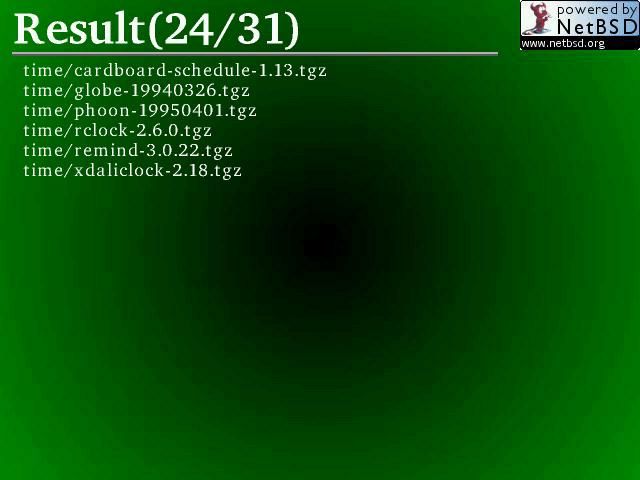 Result(24/31)
powered by
NetBSD
www.netbsd.org
time/cardboard-schedule-1.13.tgz
time/globe-19940326.tgz
time/phoon-19950401.tgz
time/rclock-2.6.0.tgz
time/remind-3.0.22.tgz
time/xdaliclock-2.18.tgz